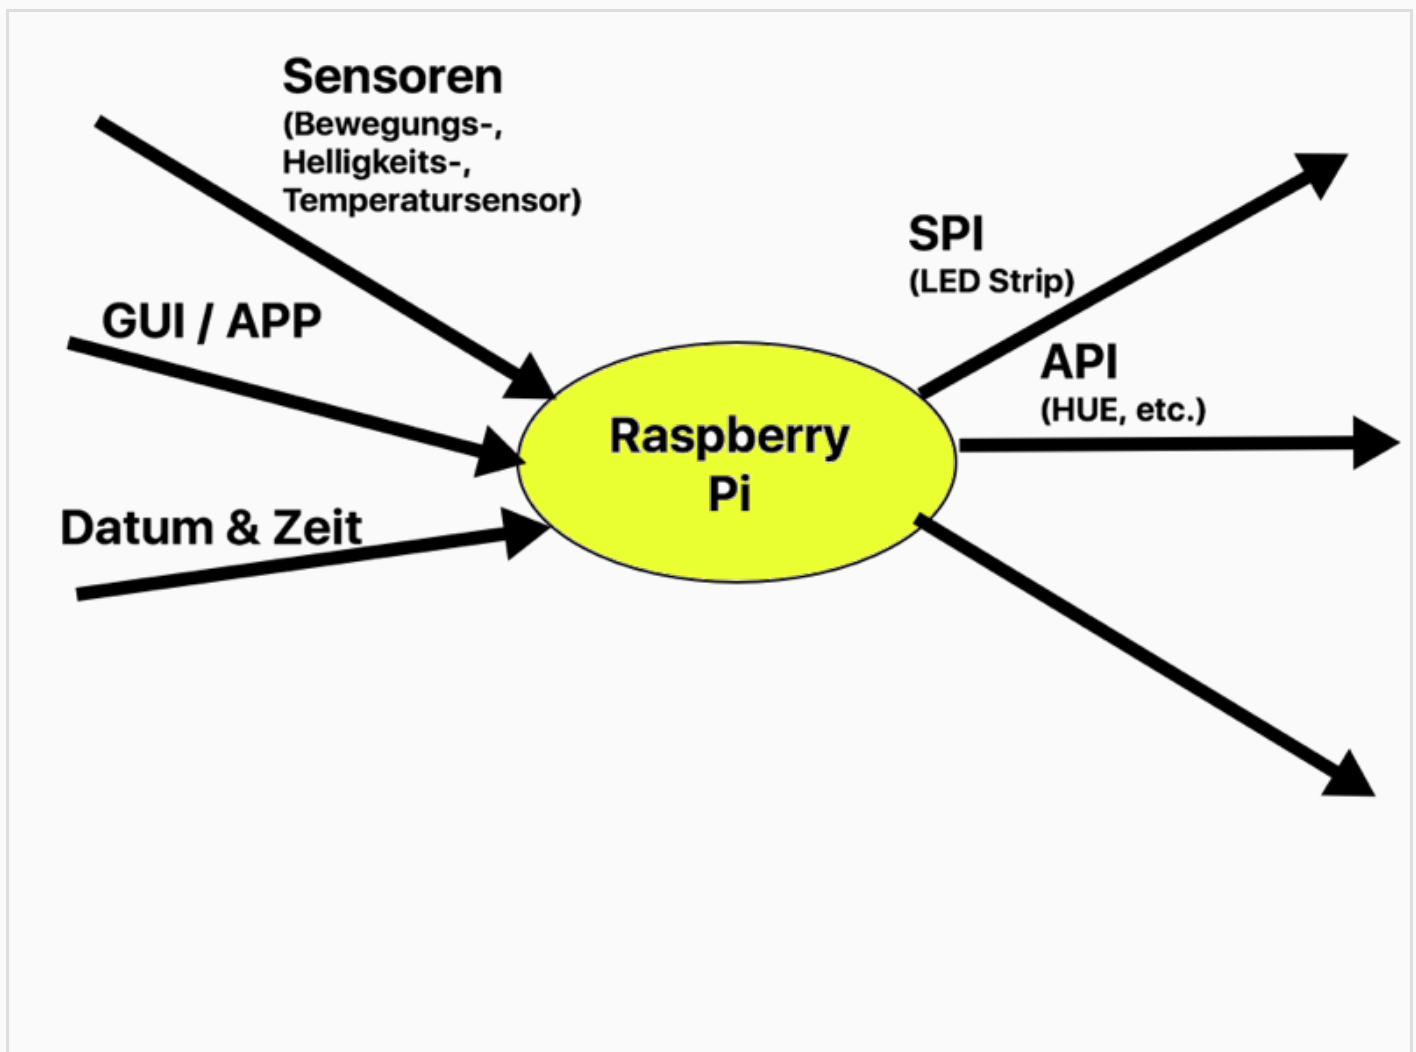 Sensoren
(Bewegungs-,
Helligkeits-,
Temperatursensor)
GUI / APP
Datum & Zeit
Raspberry
Pi
SPI
(LED Strip)
API
(HUE, etc.)